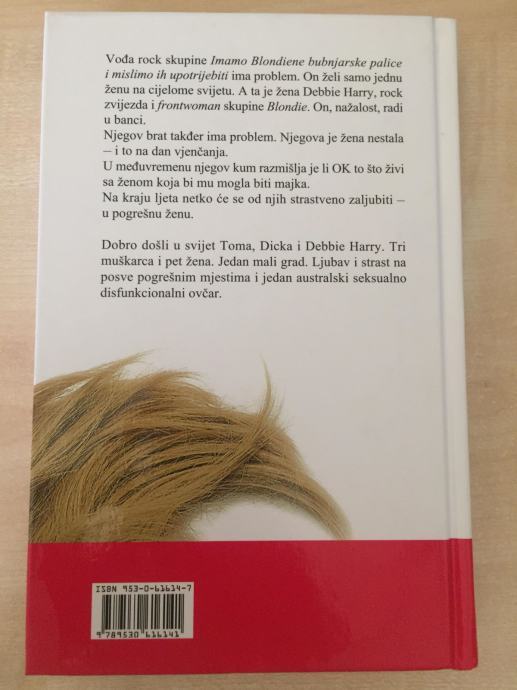 Vođa rock skupine Imamo Blondiene bubnjarske palice
i mislimo ih upotrijebiti ima problem. On želi samo jednu
ženu na cijelome svijetu. A ta je žena Debbie Harry, rock
zvijezda i frontwoman skupine Blondie. On, nažalost, radi
u banci.
Njegov brat također ima problem. Njegova je žena nestala
– i to na dan vjenčanja.
U međuvremenu njegov kum razmišlja je li OK to što živi
sa ženom koja bi mu mogla biti majka.
Na kraju ljeta netko će se od njih strastveno zaljubiti –
u pogrešnu ženu.
Dobro došli u svijet Toma, Dicka i Debbie Harry. Tri
muškarca i pet žena. Jedan mali grad. Ljubav i strast na
posve pogrešnim mjestima i jedan australski seksualno
disfunkcionalni ovčar.
ISBN 953-0-61614-7
9 789530 616141